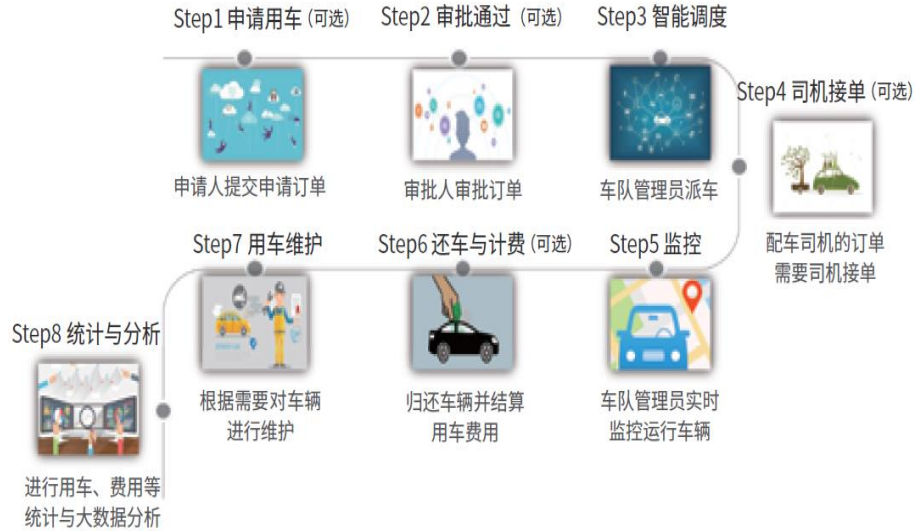 Step1 申请用车(可选)
申请人提交申请订单
Step2 审批通过(可选)
审批人审批订单
Step3 智能调度
车队管理员派车
Step4 司机接单(可选)
配车司机的订单
需要司机接单
Step5 监控
车队管理员实时
监控运行车辆
Step6 还车与计费(可选)
归还车辆并结算
用车费用
Step7 用车维护
根据需要对车辆
进行维护
Step8 统计与分析
进行用车、费用等
统计与大数据分析